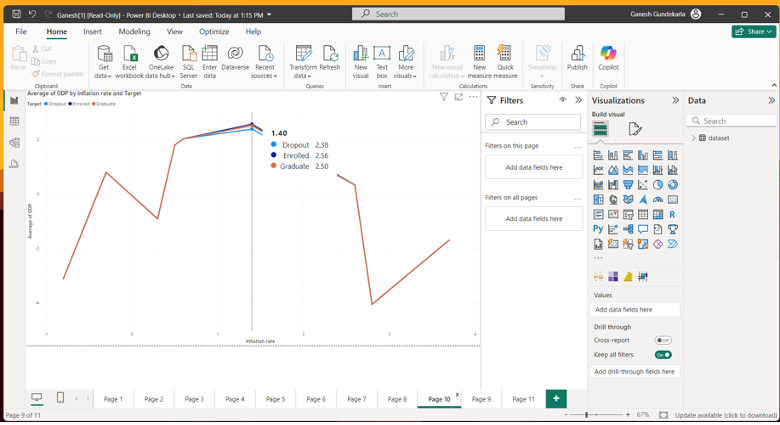 Ganesh[1] [Read-Only] • Power BI Desktop • Last saved: Today at 1:15 PM
Search
Ganesh Gundekarla
File Home Insert Modeling View Optimize Help
Share
Paste
Cut
Copy
Format painter
Get data
Excel workbook
OneLake data hub
SQL Server
Enter data
Dataverse
Recent sources
Transform data
Refresh
New visual
Text box
More visuals
New visual calculation
New measure
Quick measure
Sensitivity
Publish
Copilot
Clipboard Data Queries Insert Calculations Sensitivity Share Copilot
Average of GDP by Inflation rate and Target
Target Dropout Enrolled Graduate
1.40
Dropout 2.38
Enrolled 2.56
Graduate 2.50
Average of GDP
2
0
-2
-4
-1 0 1 2 3 4
Inflation rate
Filters
Search
Filters on this page ...
Add data fields here
Filters on all pages ...
Add data fields here
Visualizations
Build visual
R
Py
...
Values
Add data fields here
Drill through
Cross-report Off
Keep all filters On
Add drill-through fields here
Data
Search
dataset
Page 1 Page 2 Page 3 Page 4 Page 5 Page 6 Page 7 Page 8 Page 10 x Page 9 Page 11 +
Page 9 of 11
- + 67%
Update available (click to download)